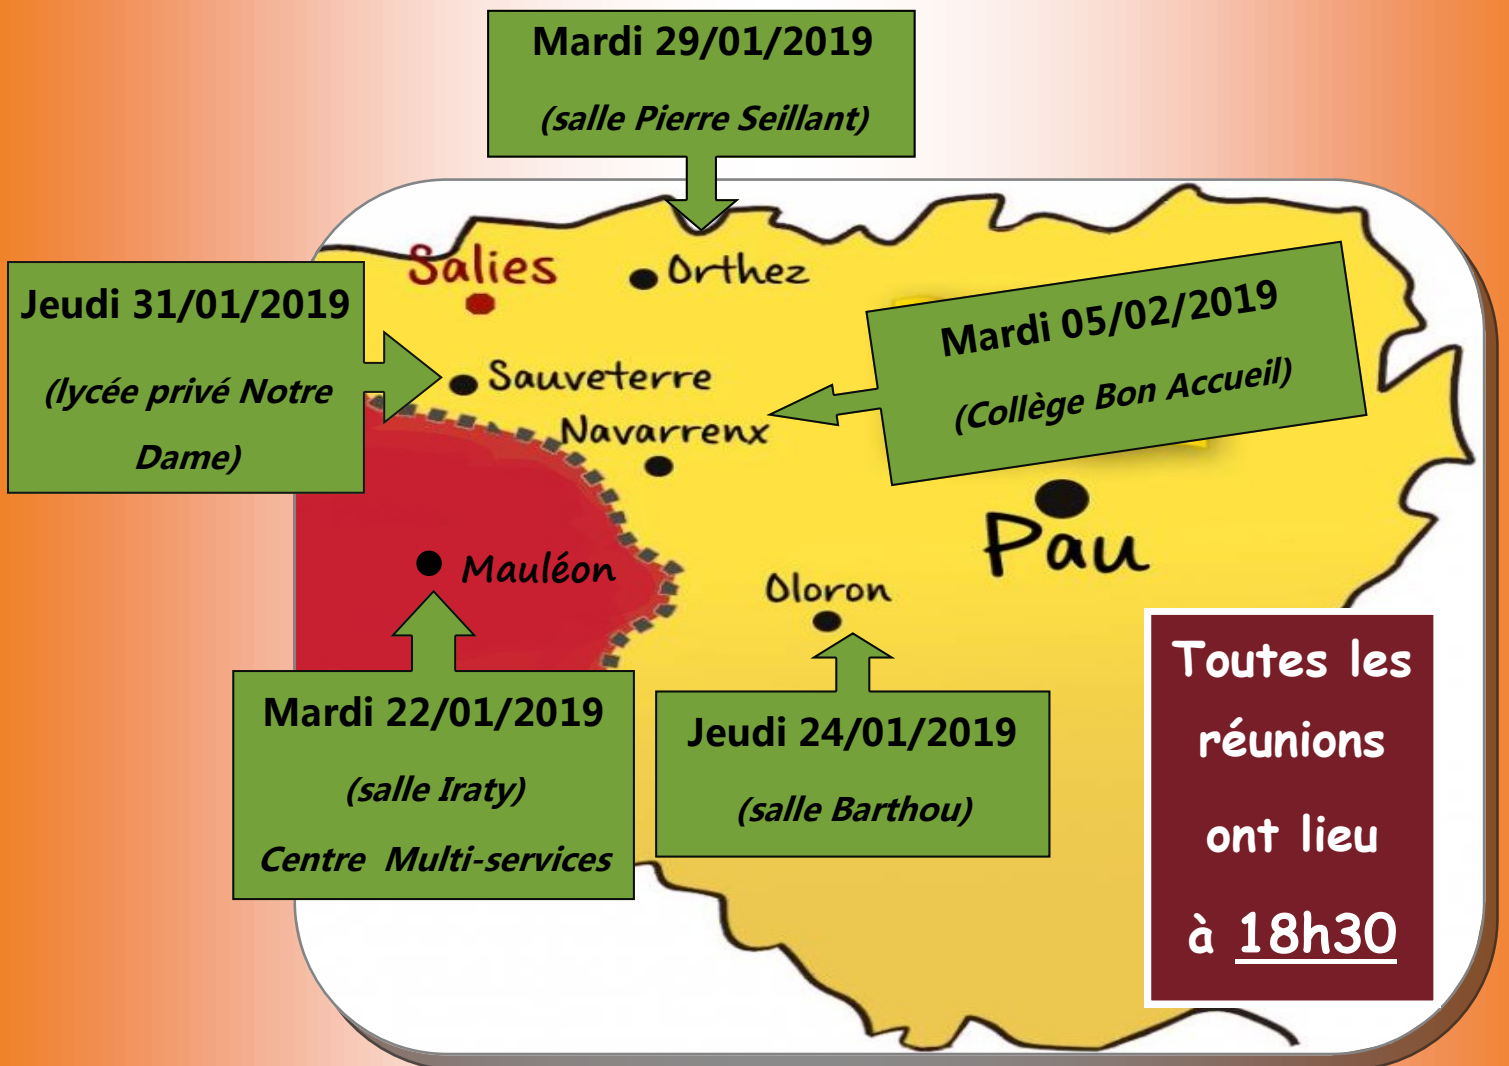 Mardi 29/01/2019
(salle Pierre Seillant)
Salies
Orthez
Jeudi 31/01/2019
(lycée privé Notre
Dame)
Mardi 05/02/2019
(Collège Bon Accueil)
Sauveterre
Navarrenx
Pau
Mauléon
Oloron
Mardi 22/01/2019
(salle Iraty)
Centre Multi-services
Jeudi 24/01/2019
(salle Barthou)
Toutes les
réunions
ont lieu
à 18h30